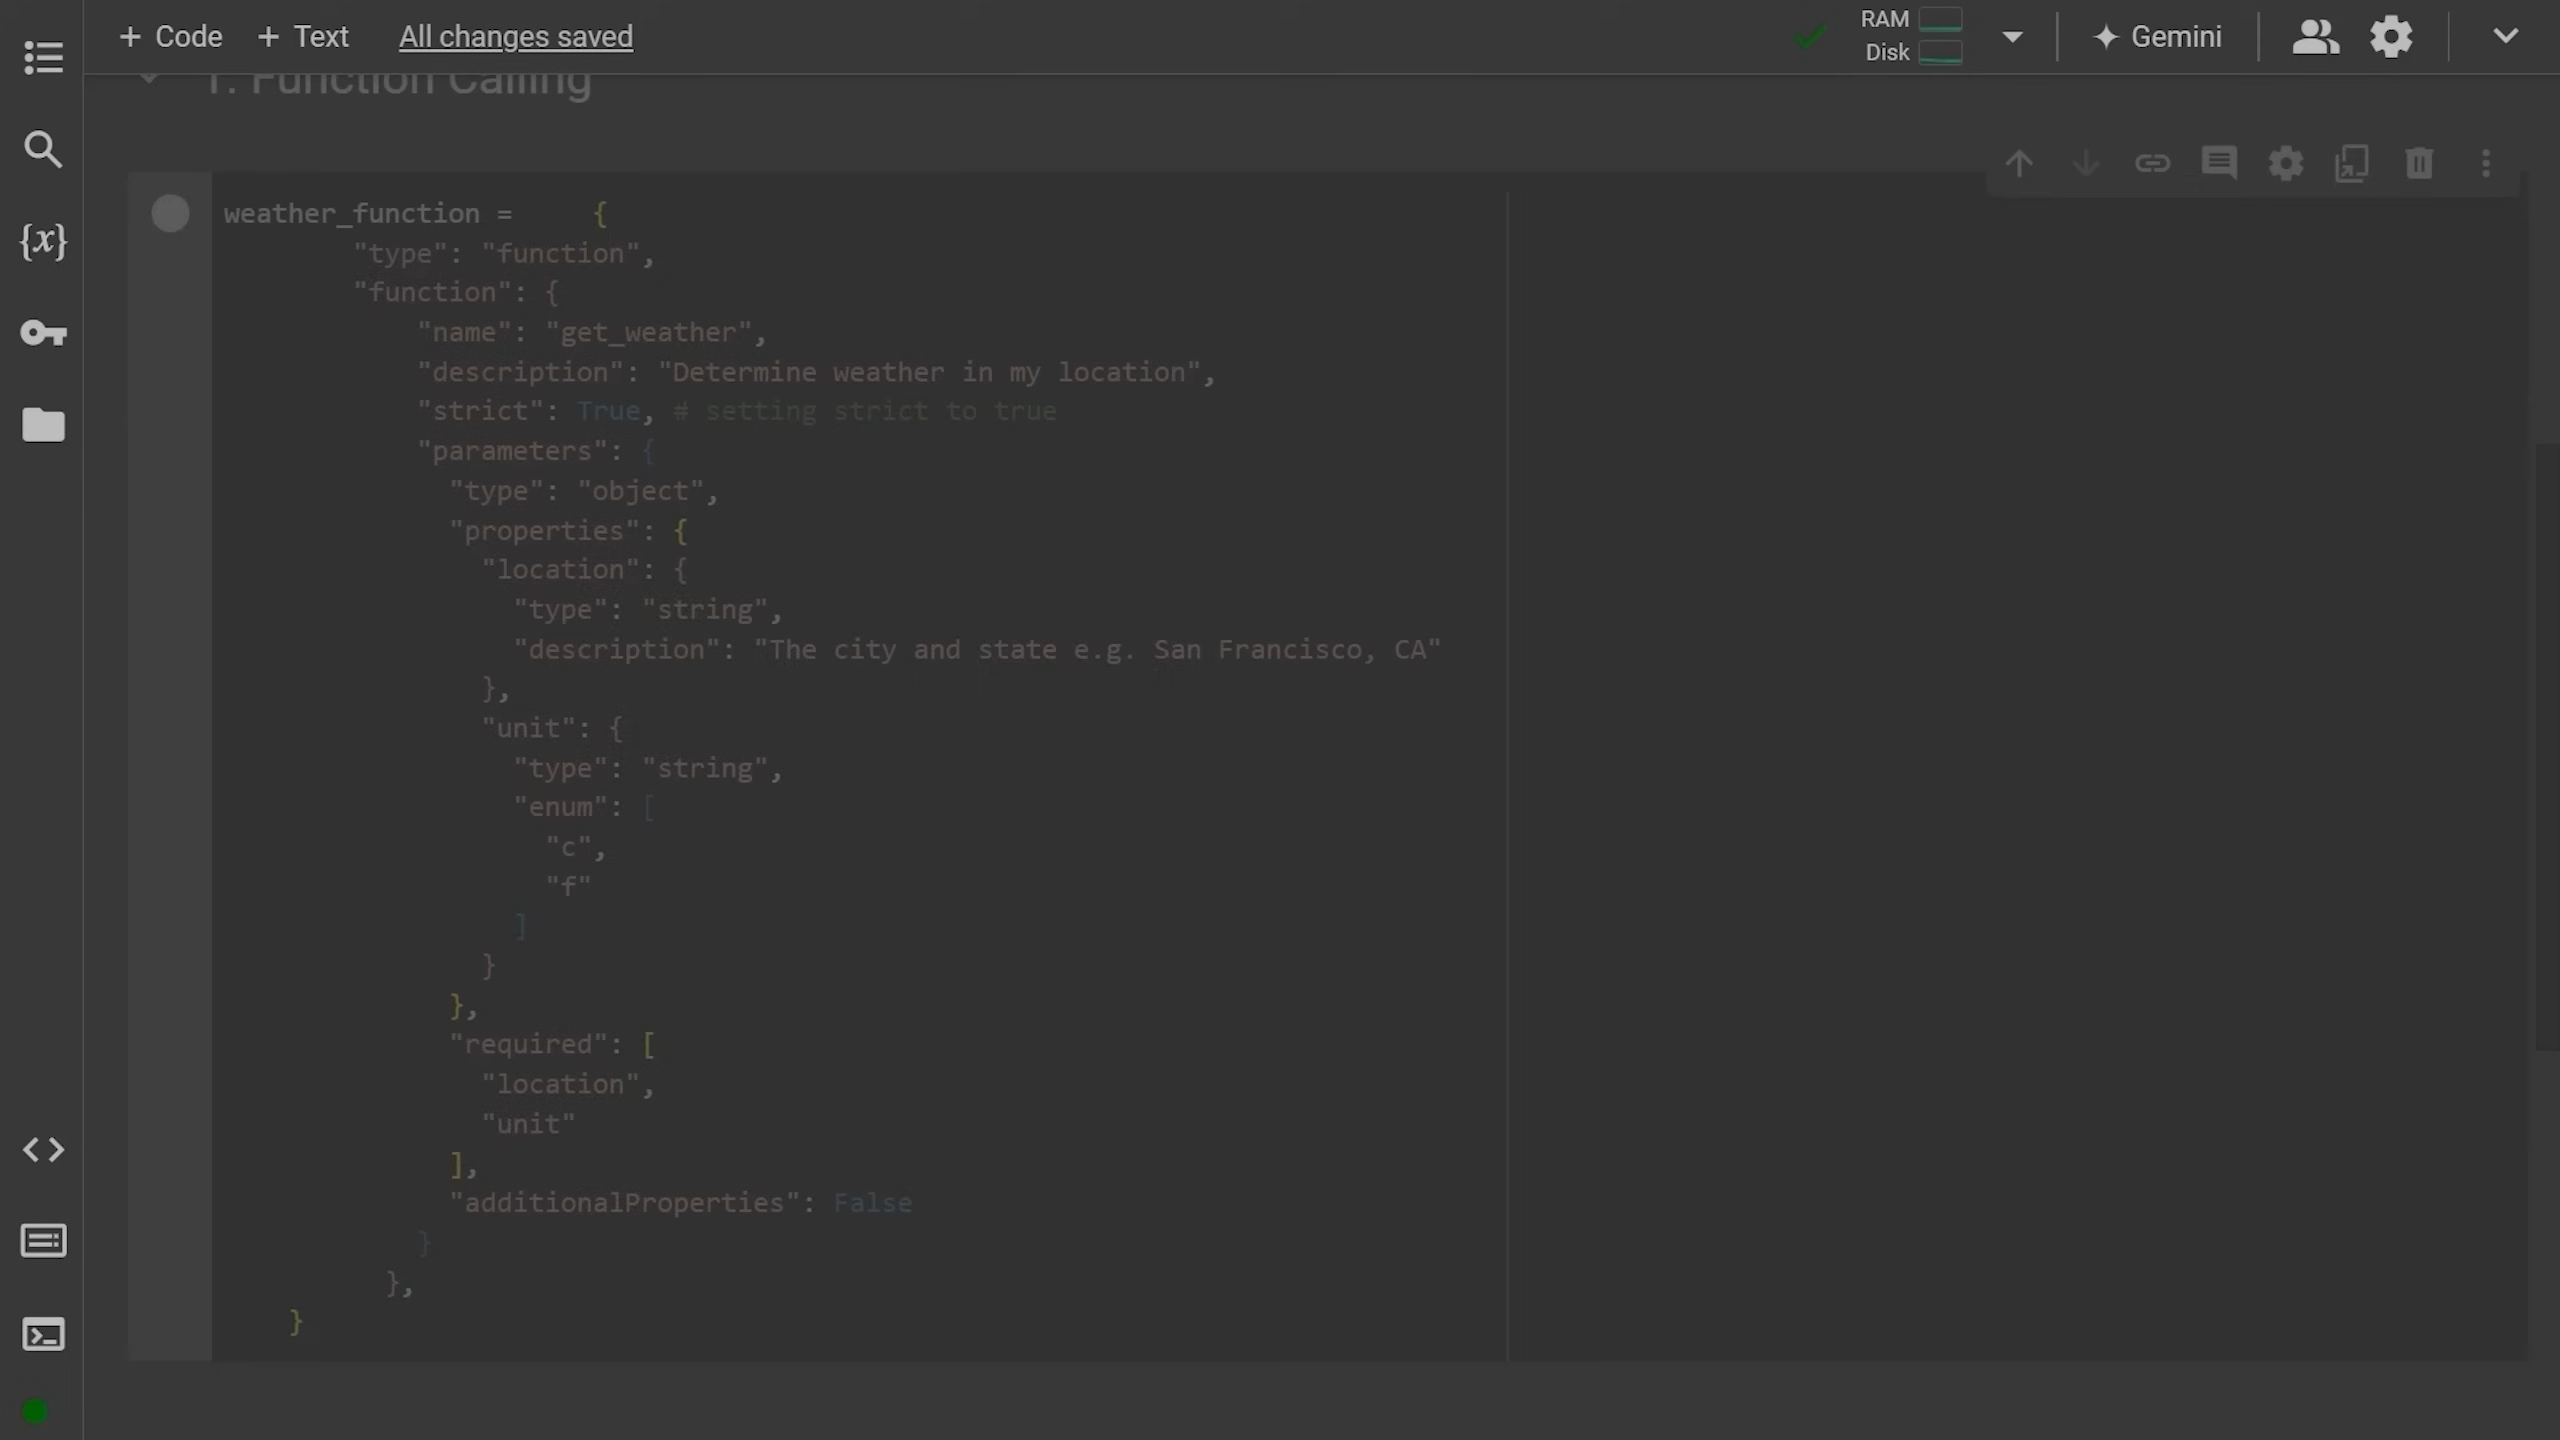 + Code + Text All changes saved
RAM
Disk
Gemini
1. Function Calling
{x}
weather_function = {
"type": "function",
"function": {
"name": "get_weather",
"description": "Determine weather in my location",
"strict": True, # setting strict to true
"parameters": {
"type": "object",
"properties": {
"location": {
"type": "string",
"description": "The city and state e.g. San Francisco, CA"
},
"unit": {
"type": "string",
"enum": [
"c",
"f"
]
}
},
"required": [
"location",
"unit"
],
"additionalProperties": False
}
},
}